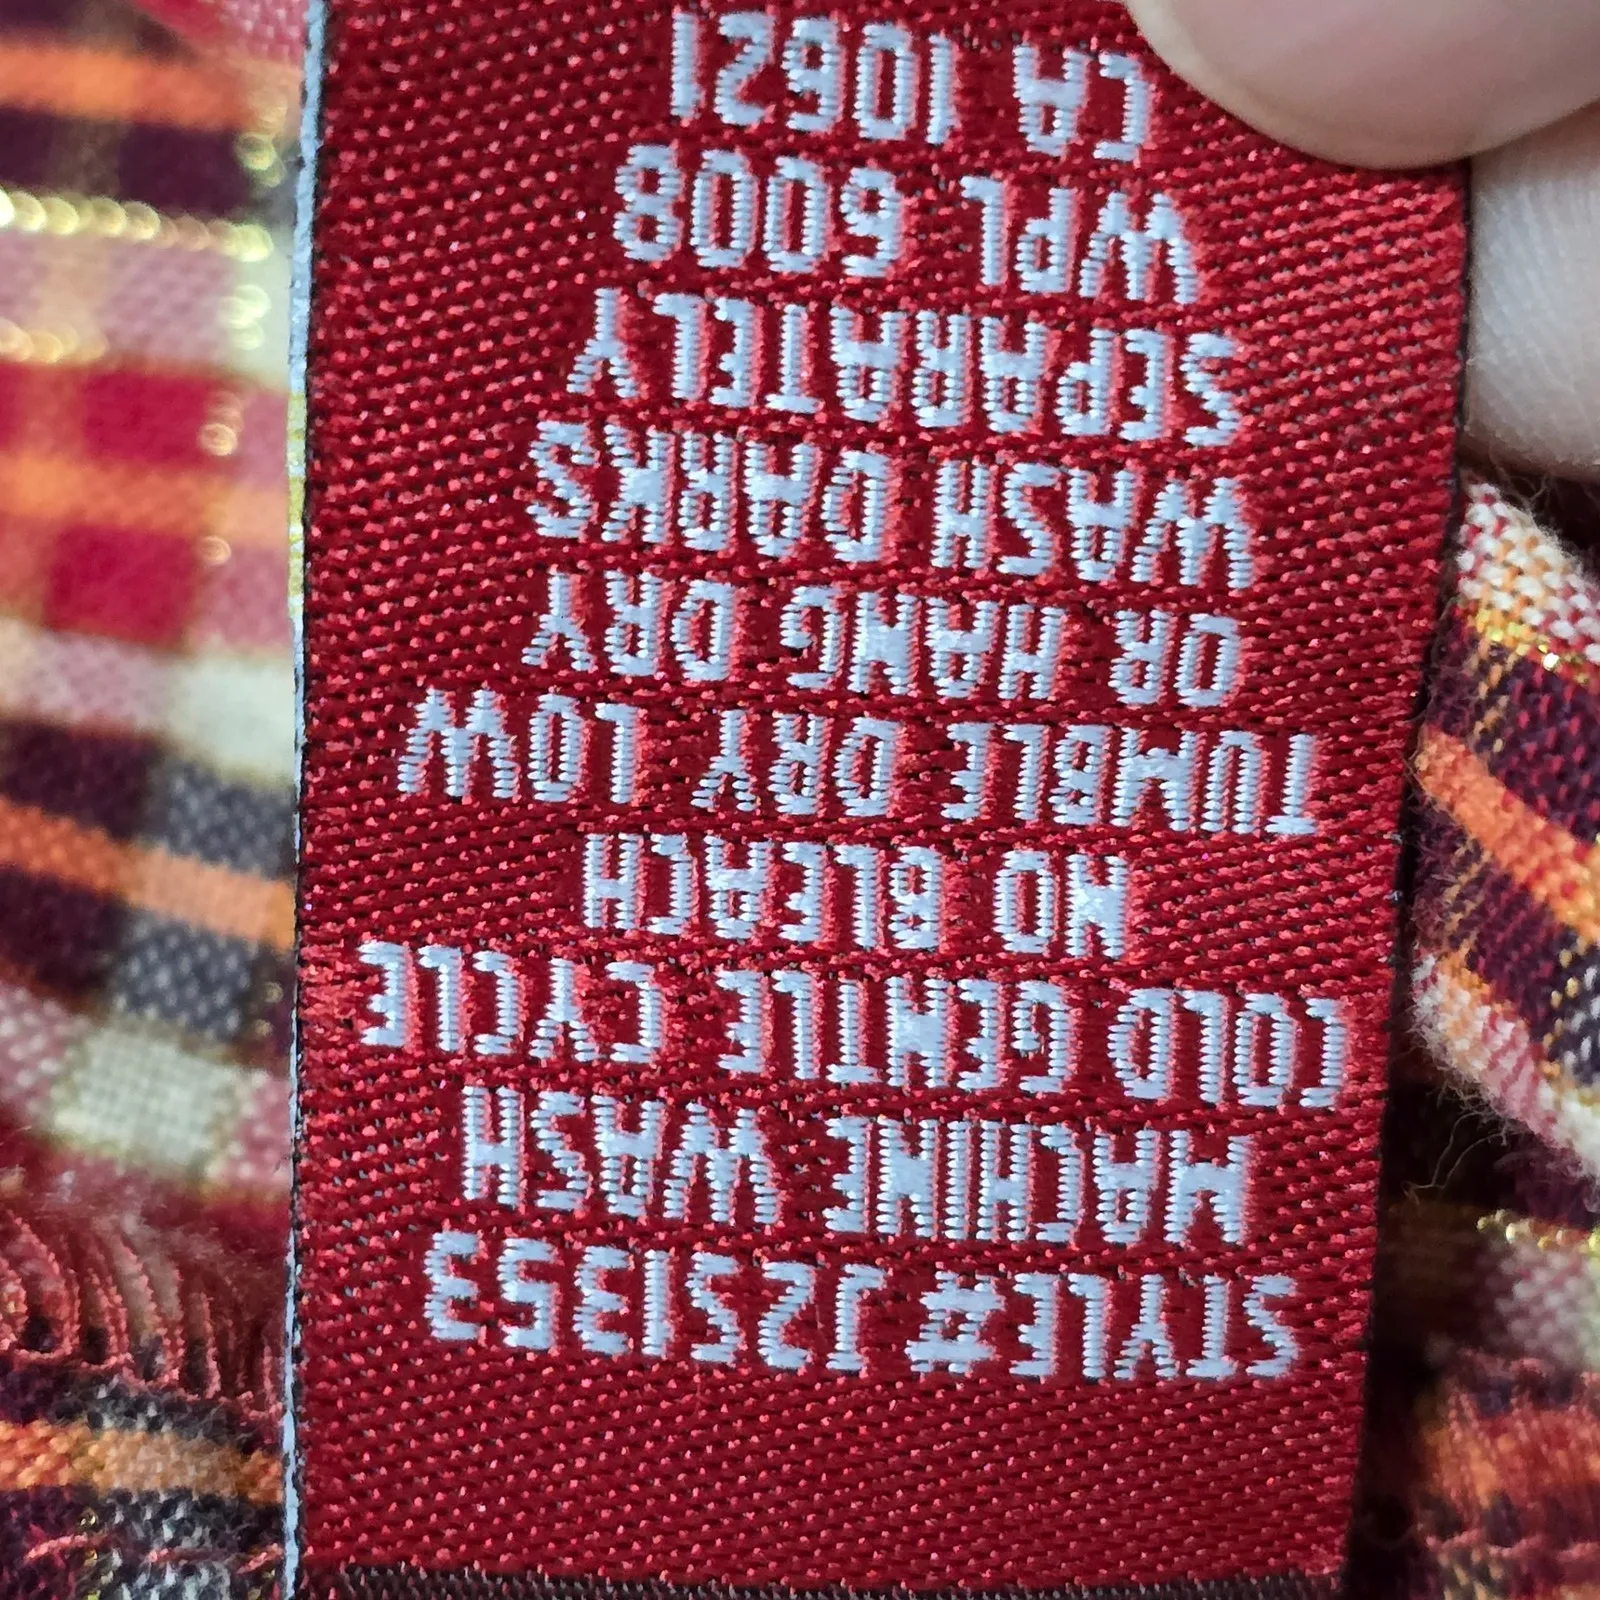 STYLE# J2S1353
MACHINE WASH
COLD GENTLE CYCLE
NO BLEACH
TUMBLE DRY LOW
OR HANG DRY
WASH DARKS
SEPARATELY
WPL 6008
CA 10621